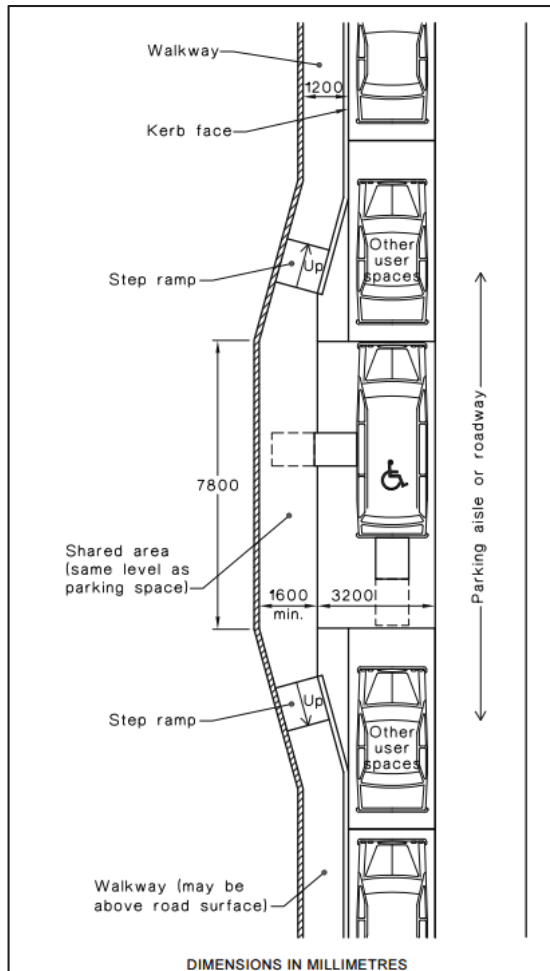 Walkway
1200
Kerb face
Step ramp
Up
Other
user
spaces
7800
Shared area
(same level as
parking space)
1600
min.
3200
Parking aisle or roadway
Step ramp
Up
Other
user
spaces
Walkway (may be
above road surface)
DIMENSIONS IN MILLIMETRES